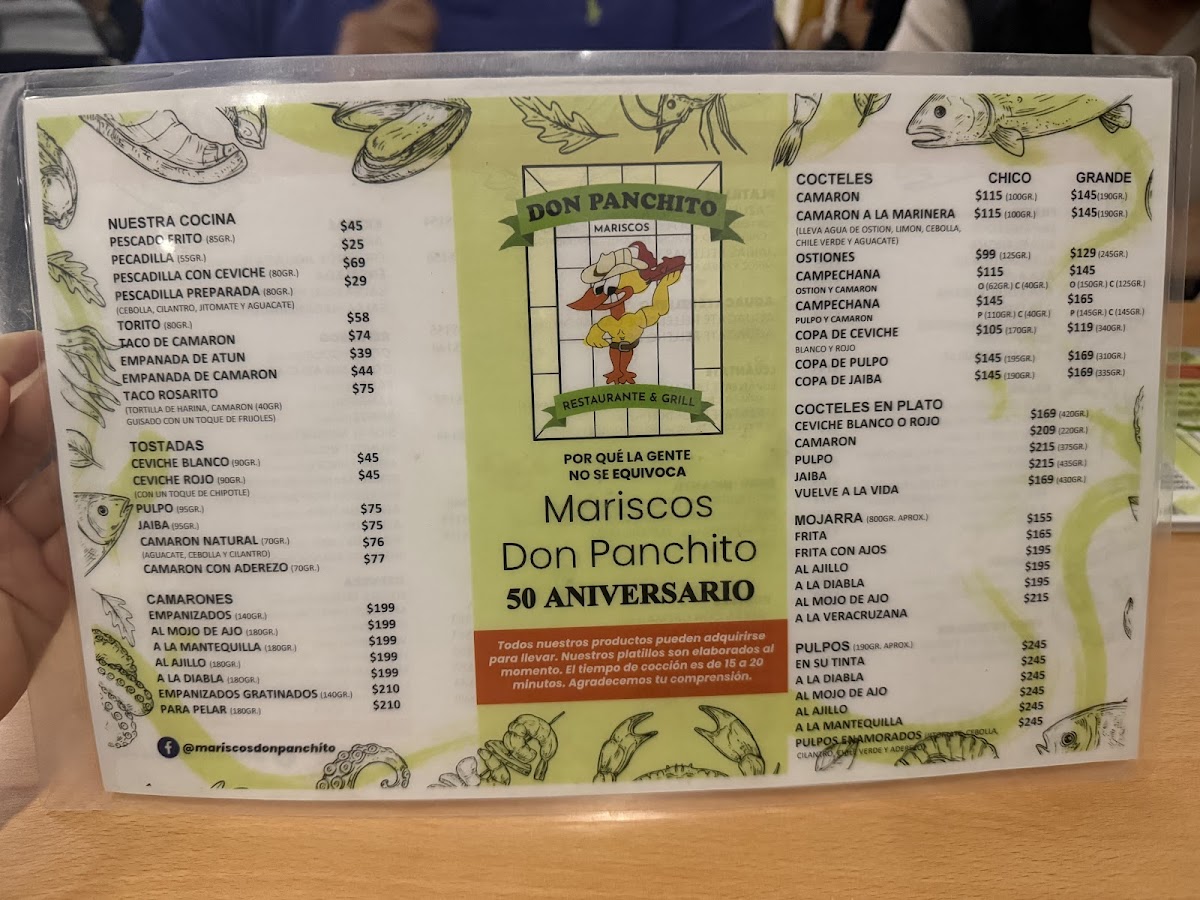 DON PANCHITO
MARISCOS
RESTAURANTE & GRILL
POR QUÉ LA GENTE
NO SE EQUIVOCA
Mariscos
Don Panchito
50 ANIVERSARIO
Todos nuestros productos pueden adquirirse
para llevar. Nuestros platillos son elaborados al
momento. El tiempo de cocción es de 15 a 20
minutos. Agradecemos tu comprensión.
NUESTRA COCINA
PESCADO FRITO (85GR.) $45
PECADILLA (55GR.) $25
PESCADILLA CON CEVICHE (80GR.) $69
PESCADILLA PREPARADA (80GR.) $29
(CEBOLLA, CILANTRO, JITOMATE Y AGUACATE)
TORITO (80GR.) $58
TACO DE CAMARON $74
EMPANADA DE ATUN $39
EMPANADA DE CAMARON $44
TACO ROSARITO $75
(TORTILLA DE HARINA, CAMARON (40GR)
GUISADO CON UN TOQUE DE FRIJOLES)
TOSTADAS
CEVICHE BLANCO (90GR.) $45
CEVICHE ROJO (90GR.) $45
(CON UN TOQUE DE CHIPOTLE)
PULPO (95GR.) $75
JAIBA (95GR.) $75
CAMARON NATURAL (70GR.) $76
(AGUACATE, CEBOLLA Y CILANTRO)
CAMARON CON ADEREZO (70GR.) $77
CAMARONES
EMPANIZADOS (140GR.) $199
AL MOJO DE AJO (180GR.) $199
A LA MANTEQUILLA (180GR.) $199
AL AJILLO (180GR.) $199
A LA DIABLA (180GR.) $199
EMPANIZADOS GRATINADOS (140GR.) $210
PARA PELAR (180GR.) $210
@mariscosdonpanchito
COCTELES CHICO GRANDE
CAMARON $115 (100GR.) $145 (190GR.)
CAMARON A LA MARINERA $115 (100GR.) $145 (190GR.)
(LLEVA AGUA DE OSTION, LIMON, CEBOLLA,
CHILE VERDE Y AGUACATE)
OSTIONES $99 (125GR.) $129 (245GR.)
CAMPECHANA $115 $145
OSTION Y CAMARON O (62GR.) C (40GR.) O (150GR.) C (125GR.)
CAMPECHANA $145 $165
PULPO Y CAMARON P (110GR.) C (40GR.) P (145GR.) C (145GR.)
COPA DE CEVICHE $105 (170GR.) $119 (340GR.)
BLANCO Y ROJO
COPA DE PULPO $145 (195GR.) $169 (310GR.)
COPA DE JAIBA $145 (190GR.) $169 (335GR.)
COCTELES EN PLATO
CEVICHE BLANCO O ROJO $169 (420GR.)
CAMARON $209 (220GR.)
PULPO $215 (375GR.)
JAIBA $215 (435GR.)
VUELVE A LA VIDA $169 (430GR.)
MOJARRA (800GR. APROX.)
FRITA $155
FRITA CON AJOS $165
AL AJILLO $195
A LA DIABLA $195
AL MOJO DE AJO $195
A LA VERACRUZANA $215
PULPOS (190GR. APROX.)
EN SU TINTA $245
A LA DIABLA $245
AL MOJO DE AJO $245
AL AJILLO $245
A LA MANTEQUILLA $245
PULPOS ENAMORADOS (JITOMATE, CEBOLLA, $245
CILANTRO, CHILE VERDE Y ADEREZO)